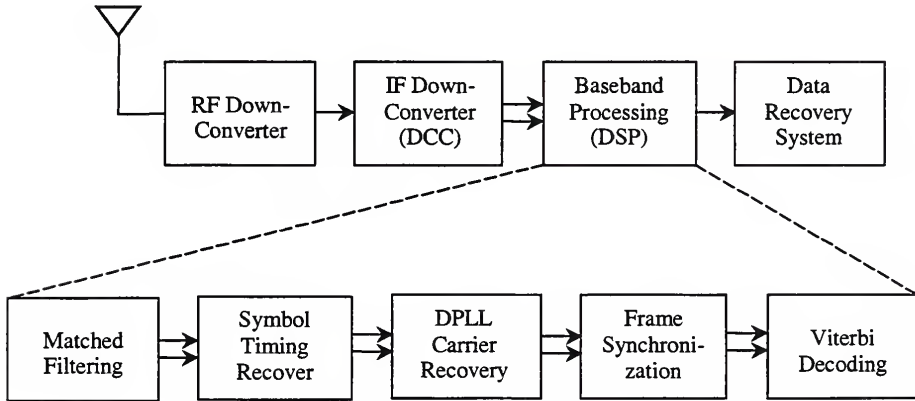 RF Down-
Converter
IF Down-
Converter
(DCC)
Baseband
Processing
(DSP)
Data
Recovery
System
Matched
Filtering
Symbol
Timing
Recover
DPLL
Carrier
Recovery
Frame
Synchroni-
zation
Viterbi
Decoding